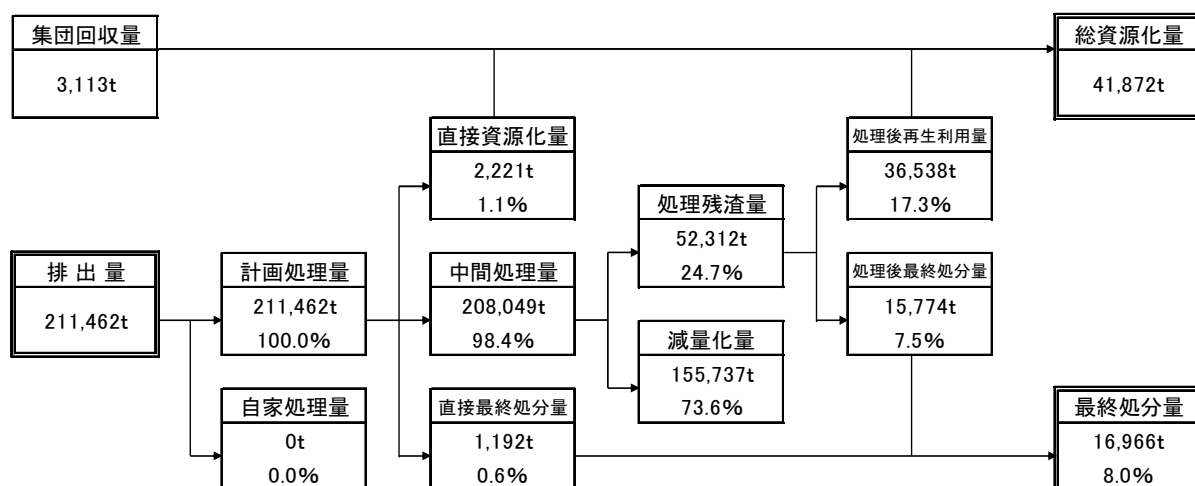 集団回収量
3,113t
総資源化量
41,872t
直接資源化量
2,221t
1.1%
処理後再生利用量
36,538t
17.3%
処理残渣量
52,312t
24.7%
排出量
211,462t
計画処理量
211,462t
100.0%
中間処理量
208,049t
98.4%
処理後最終処分量
15,774t
7.5%
減量化量
155,737t
73.6%
自家処理量
0t
0.0%
直接最終処分量
1,192t
0.6%
最終処分量
16,966t
8.0%